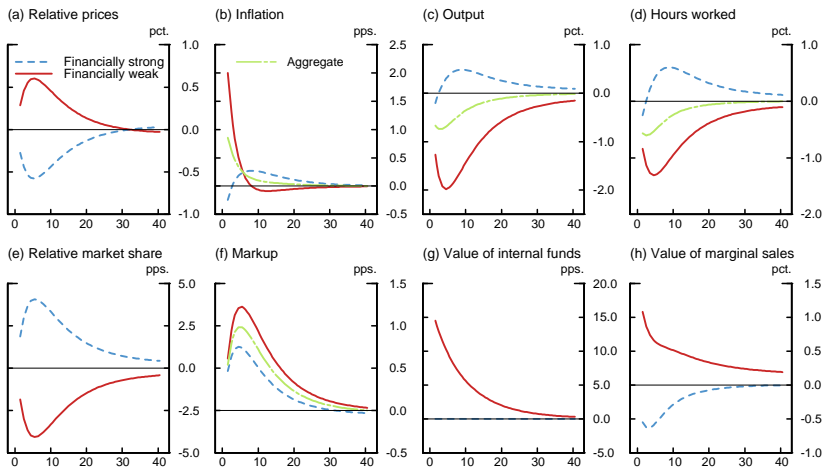 (a) Relative prices
pct.
1.0
0.5
0.0
-0.5
-1.0
0 10 20 30 40
Financially strong
Financially weak
(b) Inflation
pps.
2.5
2.0
1.5
1.0
0.5
0.0
-0.5
0 10 20 30 40
Aggregate
(c) Output
pct.
1.0
0.0
-1.0
-2.0
0 10 20 30 40
(d) Hours worked
pct.
1.0
0.0
-1.0
-2.0
0 10 20 30 40
(e) Relative market share
pps.
5.0
2.5
0.0
-2.5
-5.0
0 10 20 30 40
(f) Markup
pps.
1.5
1.0
0.5
0.0
-0.5
0 10 20 30 40
(g) Value of internal funds
pps.
20.0
15.0
10.0
5.0
0.0
-5.0
0 10 20 30 40
(h) Value of marginal sales
pct.
1.5
1.0
0.5
0.0
-0.5
-1.0
0 10 20 30 40